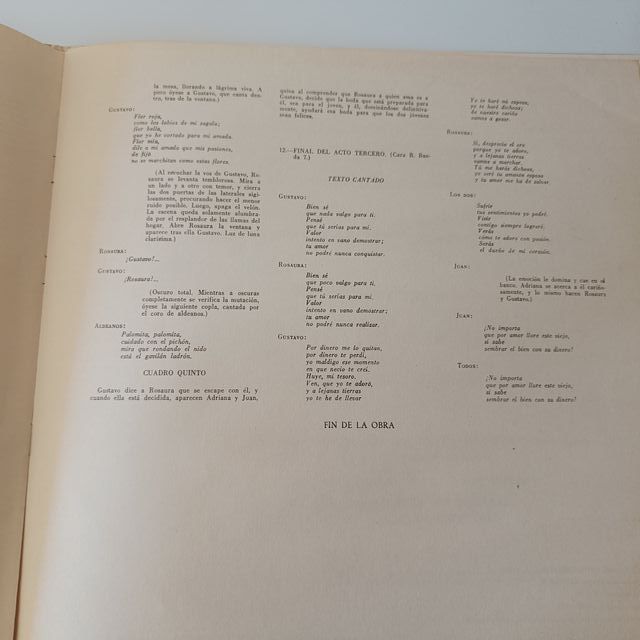 la mosa, llorando a lágrima viva. A
poco óyese a Gustavo, que canta den-
tro, tras de la ventana.)
GUSTAVO:
Flor roja,
como los labios de mi zagala;
flor bella,
que yo he cortado para mi amada.
Flor mía,
dile a mi amada que mis pasiones,
de fijo
no se marchitan como estas flores.
(Al escuchar la voz de Gustavo, Ro-
saura se levanta temblorosa. Mira a
un lado y a otro con temor, y cierra
las dos puertas de las laterales sigi-
losamente, procurando hacer el menor
ruido posible. Luego, apaga el velón.
La escena queda solamente alumbra-
da por el resplandor de las llamas del
hogar. Abre Rosaura la ventana y
aparece tras ella Gustavo. Luz de luna
clarísima.)
ROSAURA:
¡Gustavo!...
GUSTAVO:
¡Rosaura!...
(Oscuro total. Mientras a oscuras
completamente se verifica la mutación,
óyese la siguiente copla, cantada por
el coro de aldeanos.)
ALDEANOS:
Palomita, palomita,
cuidado con el pichón,
mira que rondando el nido
está el gavilán ladrón.
CUADRO QUINTO
Gustavo dice a Rosaura que se escape con él, y
cuando ella está decidida, aparecen Adriana y Juan,
quien al comprender que Rosaura a quien ama es a
Gustavo, decide que la boda que está preparada para
él, sea para el joven, y él, dominándose definitiva-
mente, ayudará esa boda para que los dos jóvenes
sean felices.
12.—FINAL DEL ACTO TERCERO. (Cara B. Ban-
da 7.)
TEXTO CANTADO
GUSTAVO:
Bien sé
que nada valgo para ti.
Pensé
que tú serías para mí.
Valor
intento en vano demostrar;
tu amor
no podré nunca conquistar.
ROSAURA:
Bien sé
que poco valgo para ti.
Pensé
que tú serías para mí.
Valor
intento en vano demostrar;
tu amor
no podré nunca realizar.
GUSTAVO:
Por dinero me lo quitan,
por dinero te perdí,
yo maldigo ese momento
en que necio te creí.
Huye, mi tesoro.
Ven, que yo te adoro,
y a lejanas tierras
yo te he de llevar
Yo te haré mi esposa,
yo te haré dichosa;
de nuestro cariño
vamos a gozar.
ROSAURA:
Sí, desprecia el oro
porque yo te adoro,
y a lejanas tierras
vamos a marchar.
Tú me harás dichosa,
yo seré tu amante esposa
y tu amor me ha de salvar.
LOS DOS:
Sufrir
tus sentimientos yo podré.
Vivir
contigo siempre lograré.
Verás
cómo te adoro con pasión.
Serás
el dueño de mi corazón.
JUAN:
(La emoción le domina y cae en el
banco. Adriana se acerca a él cariño-
samente, y lo mismo hacen Rosaura
y Gustavo.)
JUAN:
¡No importa
que por amor llore este viejo,
si sabe
sembrar el bien con su dinero!
TODOS:
¡No importa
que por amor llore este viejo,
si sabe
sembrar el bien con su dinero!
FIN DE LA OBRA